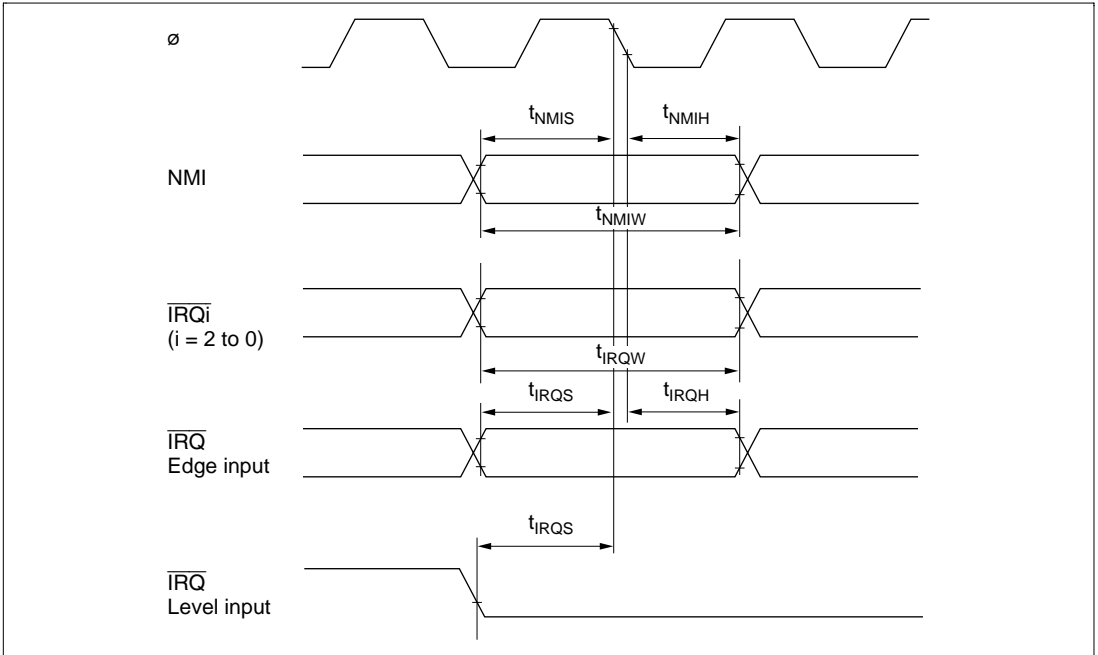 ø
tNMIS tNMIH
NMI
tNMIW
IRQi
(i = 2 to 0)
tIRQW
tIRQS tIRQH
IRQ
Edge input
tIRQS
IRQ
Level input